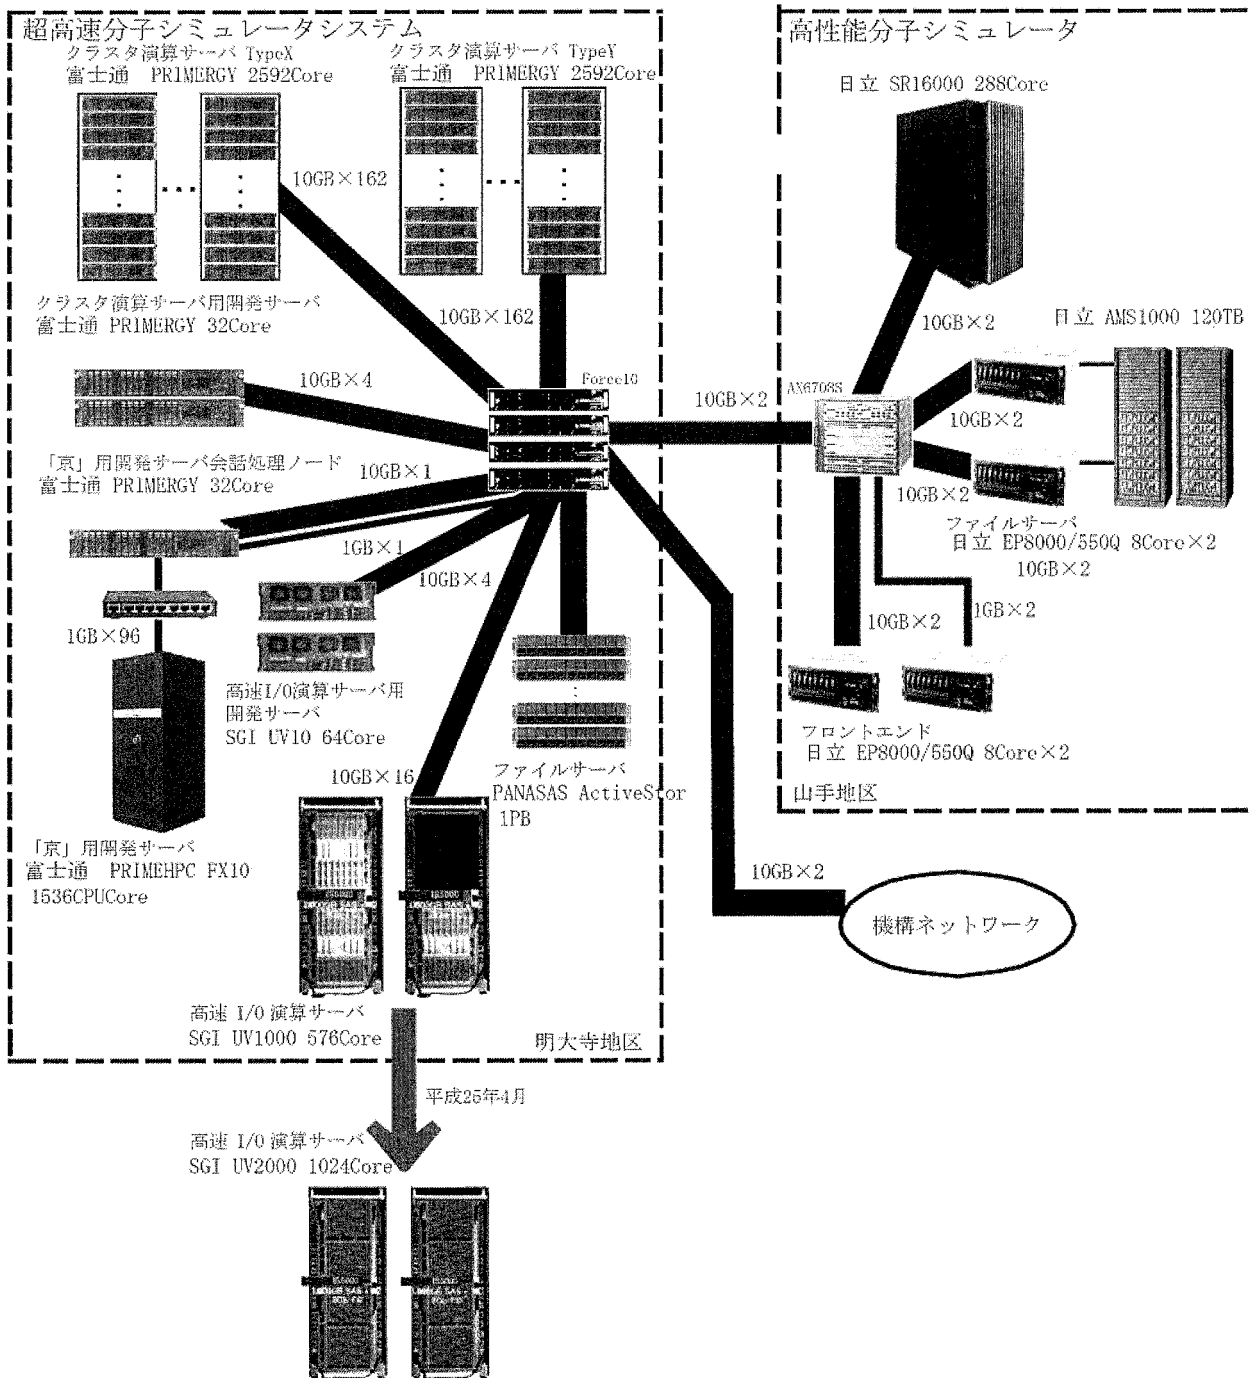 超高速分子シミュレータシステム
クラスタ演算サーバ TypeX
富士通 PRIMERGY 2592Core
クラスタ演算サーバ TypeY
富士通 PRIMERGY 2592Core
10GB×162
クラスタ演算サーバ用開発サーバ
富士通 PRIMERGY 32Core
10GB×162
10GB×4
Force10
「京」用開発サーバ会話処理ノード
富士通 PRIMERGY 32Core
10GB×1
1GB×1
10GB×4
1GB×96
高速I/O演算サーバ用
開発サーバ
SGI UV10 64Core
ファイルサーバ
PANASAS ActiveStor
1PB
10GB×16
「京」用開発サーバ
富士通 PRIMEHPC FX10
1536CPUCore
高速 I/O 演算サーバ
SGI UV1000 576Core
明大寺地区
平成25年4月
高速 I/O 演算サーバ
SGI UV2000 1024Core
高性能分子シミュレータ
日立 SR16000 288Core
10GB×2
日立 AMS1000 120TB
10GB×2
AX6708S
10GB×2
10GB×2
ファイルサーバ
日立 EP8000/550Q 8Core×2
10GB×2
10GB×2
1GB×2
フロントエンド
日立 EP8000/550Q 8Core×2
山手地区
10GB×2
機構ネットワーク